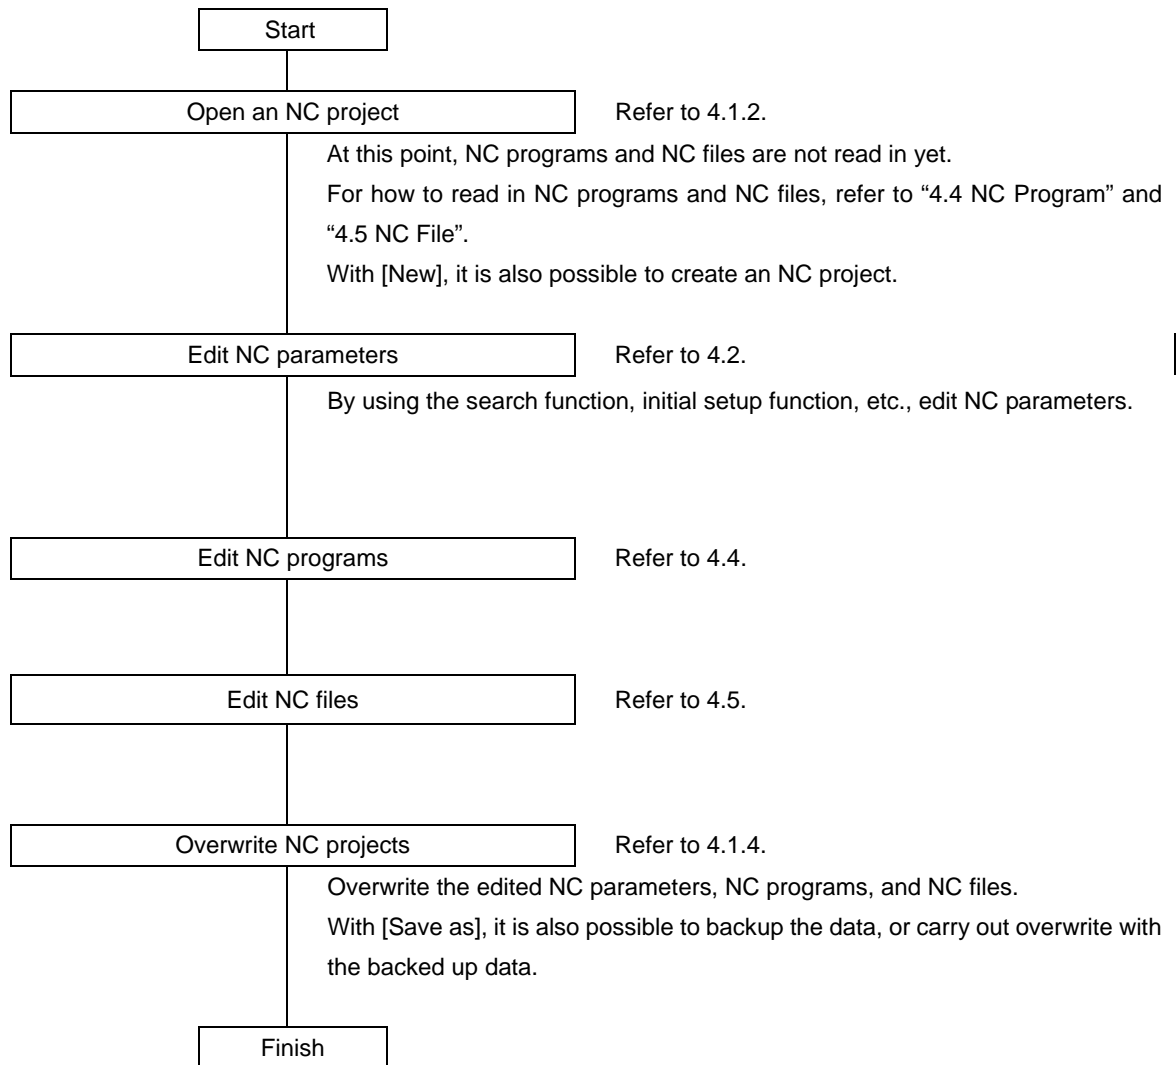 Start
Open an NC project
Refer to 4.1.2.
At this point, NC programs and NC files are not read in yet.
For how to read in NC programs and NC files, refer to “4.4 NC Program” and
“4.5 NC File”.
With [New], it is also possible to create an NC project.
Edit NC parameters
Refer to 4.2.
By using the search function, initial setup function, etc., edit NC parameters.
Edit NC programs
Refer to 4.4.
Edit NC files
Refer to 4.5.
Overwrite NC projects
Refer to 4.1.4.
Overwrite the edited NC parameters, NC programs, and NC files.
With [Save as], it is also possible to backup the data, or carry out overwrite with
the backed up data.
Finish